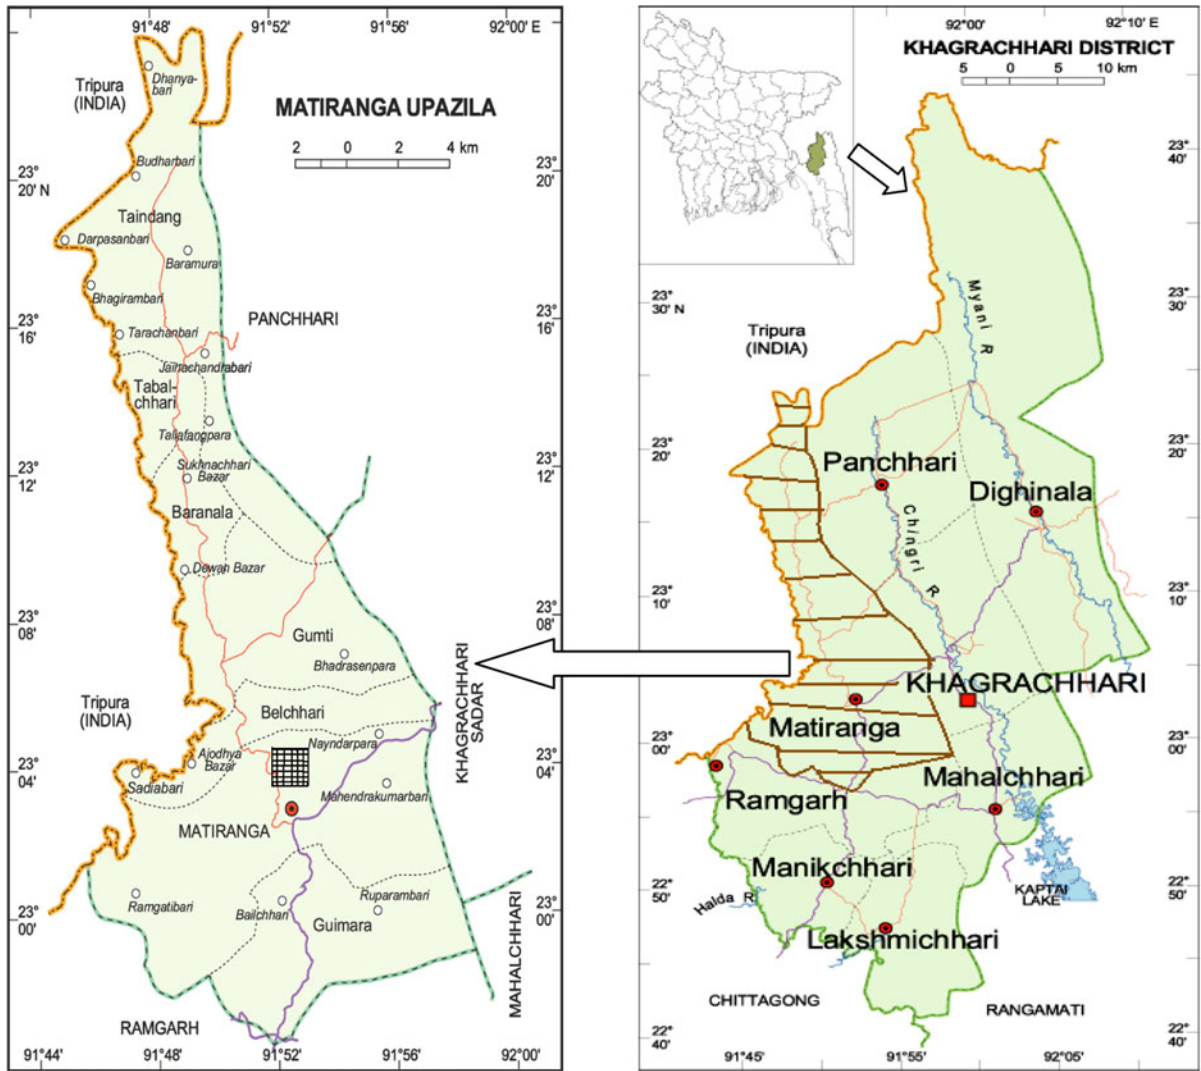 91°48'
91°52'
91°56'
Tripura
(INDIA)
Dhanya-
bari
MATIRANGA UPAZILA
2 0 2 4 km
23°
20' N
23°
20'
Budharbari
Taindang
Darpasanbari
Baramura
Bhagirambari
23°
16'
23°
16'
PANCHHARI
Tarachanbari
Jainachandrabari
Tabal-
chhari
Taliafangpara
Sukhnachhari
Bazar
23°
12'
23°
12'
Baranala
Dewan Bazar
23°
08'
23°
08'
Gumti
Bhadrasenpara
KHAGRACHHARI
SADAR
Tripura
(INDIA)
Belchhari
Nayndarpara
Ajodhya
Bazar
23°
04'
23°
04'
Sadiabari
Mahendrakumarbari
MATIRANGA
Ramgatibari
Bailchhari
Ruparambari
Guimara
23°
00'
23°
00'
MAHALCHHARI
RAMGARH
91°44'
91°48'
91°52'
91°56'
92°00'
92°00'
92°10' E
KHAGRACHHARI DISTRICT
5 0 5 10 km
23°
40'
23°
30' N
23°
30'
Myani R
Tripura
(INDIA)
23°
20'
23°
20'
Panchhari
Dighinala
Chingri R
23°
10'
23°
10'
KHAGRACHHARI
Matiranga
23°
00'
23°
00'
Mahalchhari
Ramgarh
Manikchhari
22°
50'
22°
50'
Halda R
KAPTAI
LAKE
Lakshmichhari
CHITTAGONG
RANGAMATI
22°
40'
22°
40'
91°45'
91°55'
92°05'